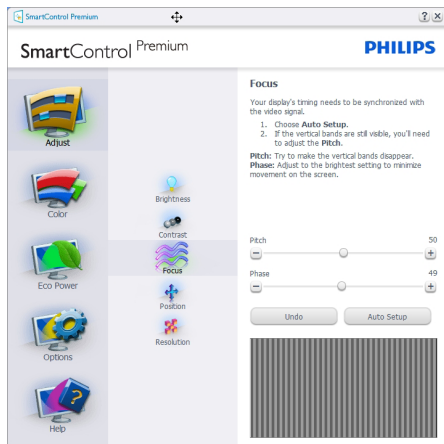 SmartControl Premium
SmartControl Premium
PHILIPS
Adjust
Color
Eco Power
Options
Help
Brightness
Contrast
Focus
Position
Resolution
Focus
Your display's timing needs to be synchronized with
the video signal.
1. Choose Auto Setup.
2. If the vertical bands are still visible, you'll need
to adjust the Pitch.
Pitch: Try to make the vertical bands disappear.
Phase: Adjust to the brightest setting to minimize
movement on the screen.
Pitch 50
Phase 49
Undo Auto Setup